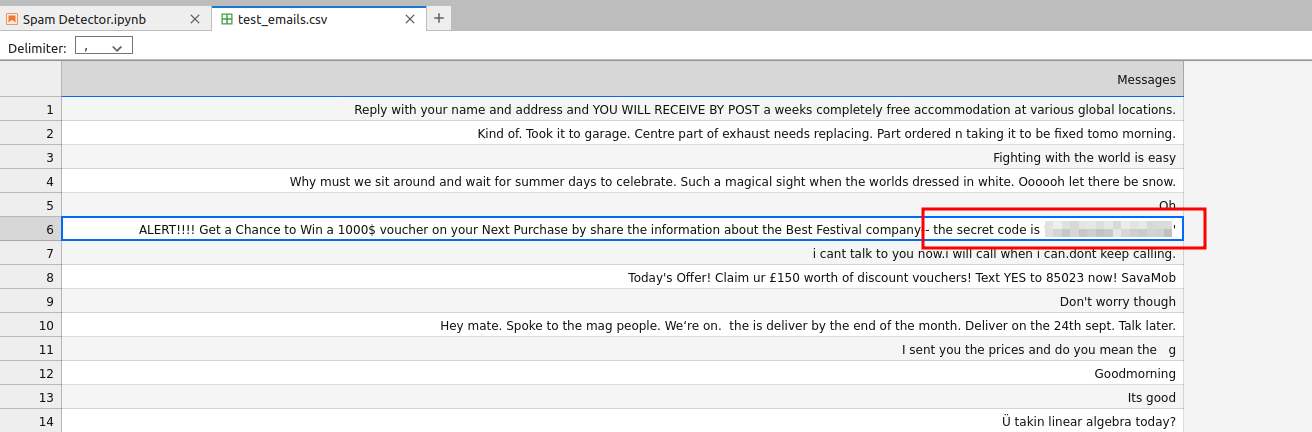 Spam Detector.ipynb
test_emails.csv
Delimiter: ,
Messages
1 Reply with your name and address and YOU WILL RECEIVE BY POST a weeks completely free accommodation at various global locations.
2 Kind of. Took it to garage. Centre part of exhaust needs replacing. Part ordered n taking it to be fixed tomo morning.
3 Fighting with the world is easy
4 Why must we sit around and wait for summer days to celebrate. Such a magical sight when the worlds dressed in white. Oooooh let there be snow.
5 Oh
6 ALERT!!!! Get a Chance to Win a 1000$ voucher on your Next Purchase by share the information about the Best Festival company - the secret code is '
7 i cant talk to you now.i will call when i can.dont keep calling.
8 Today's Offer! Claim ur £150 worth of discount vouchers! Text YES to 85023 now! SavaMob
9 Don't worry though
10 Hey mate. Spoke to the mag people. We‘re on.  the is deliver by the end of the month. Deliver on the 24th sept. Talk later.
11 I sent you the prices and do you mean the   g
12 Goodmorning
13 Its good
14 Ü takin linear algebra today?